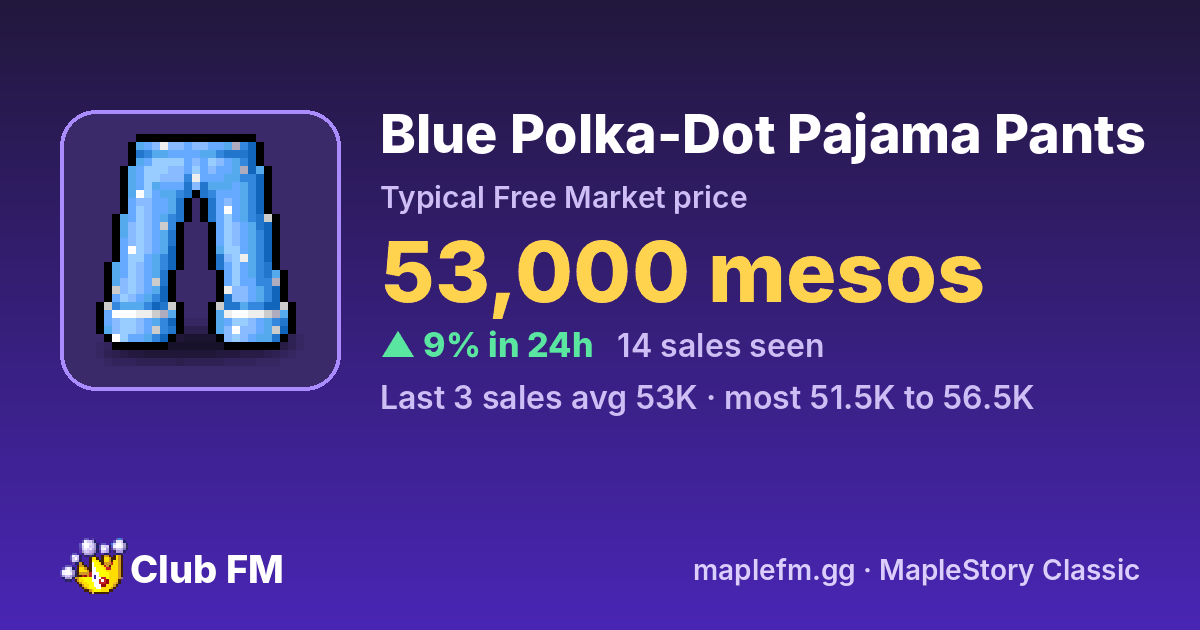 Blue Polka-Dot Pajama Pants
Typical Free Market price
53,000 mesos
▲ 9% in 24h 14 sales seen
Last 3 sales avg 53K · most 51.5K to 56.5K
Club FM
maplefm.gg · MapleStory Classic